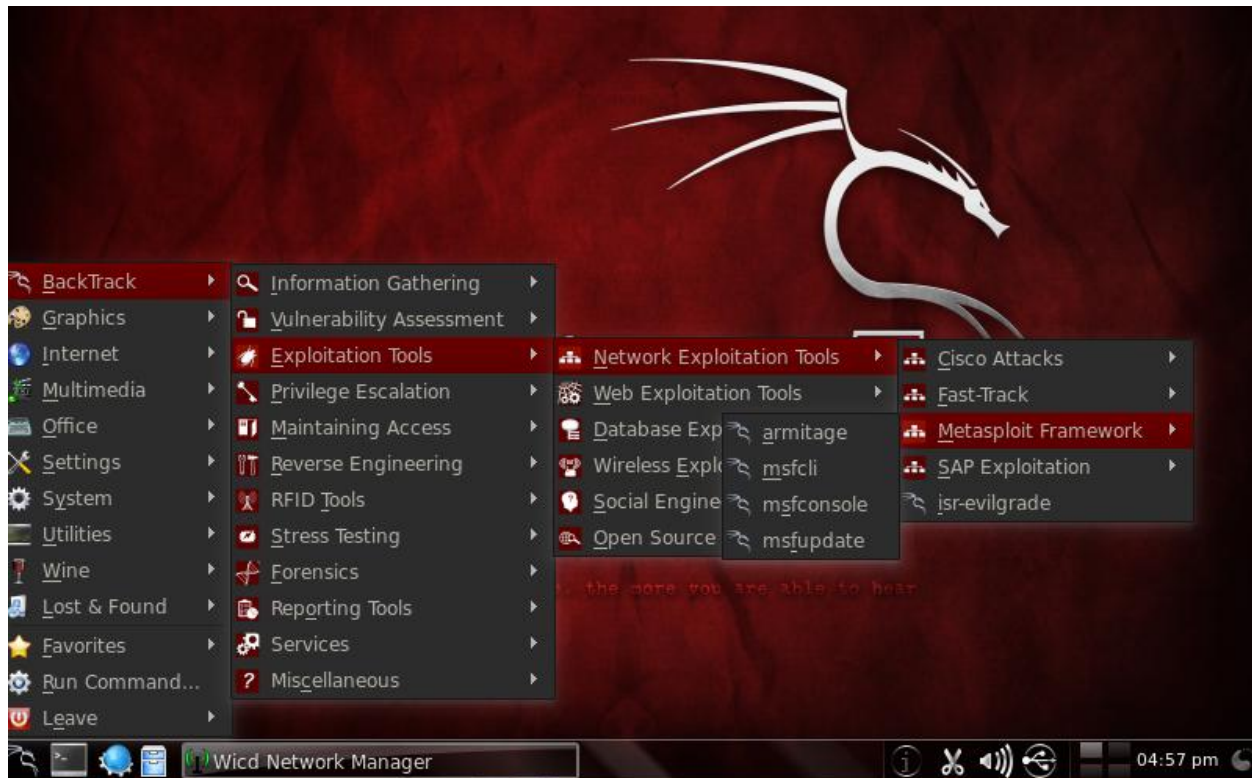 BackTrack
Graphics
Internet
Multimedia
Office
Settings
System
Utilities
Wine
Lost & Found
Favorites
Run Command...
Leave
Information Gathering
Vulnerability Assessment
Exploitation Tools
Privilege Escalation
Maintaining Access
Reverse Engineering
RFID Tools
Stress Testing
Forensics
Reporting Tools
Services
Miscellaneous
Network Exploitation Tools
Web Exploitation Tools
Database Exp
Wireless Explo
Social Engine
Open Source
Cisco Attacks
Fast-Track
Metasploit Framework
SAP Exploitation
isr-evilgrade
armitage
msfcli
msfconsole
msfupdate
, the more you are able to hear
Wicd Network Manager
04:57 pm